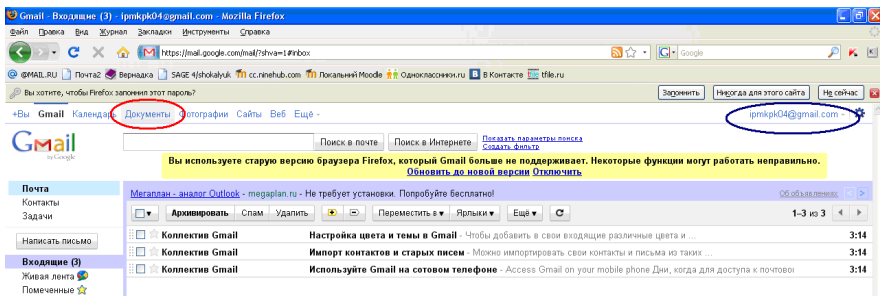 Gmail - Входящие (3) - ipmkpk04@gmail.com - Mozilla Firefox
Файл Правка Вид Журнал Закладки Инструменты Справка
https://mail.google.com/mail/?shva=1#inbox
Google
@MAIL.RU Почта2 Вернадка SAGE 4/shokalyuk cc.ninehub.com Локальний Moodle Одноклассники.ru В Контакте tfile.ru
Вы хотите, чтобы Firefox запомнил этот пароль? Запомнить Никогда для этого сайта Не сейчас
+Вы Gmail Календарь Документы Фотографии Сайты Веб Ещё
ipmkpk04@gmail.com
Gmail
by Google
Поиск в почте Поиск в Интернете
Показать параметры поиска
Создать фильтр
Вы используете старую версию браузера Firefox, который Gmail больше не поддерживает. Некоторые функции могут работать неправильно.
Обновить до новой версии Отключить
Почта
Контакты
Задачи
Написать письмо
Входящие (3)
Живая лента
Помеченные
Мегаплан - аналог Outlook - megaplan.ru - Не требует установки. Попробуйте бесплатно!
Об объявлениях < >
Архивировать Спам Удалить Переместить в Ярлыки Ещё
1–3 из 3
Коллектив Gmail Настройка цвета и темы в Gmail - Чтобы добавить в свои входящие различные цвета и ... 3:14
Коллектив Gmail Импорт контактов и старых писем - Можно импортировать свои контакты и письма из таких ... 3:14
Коллектив Gmail Используйте Gmail на сотовом телефоне - Access Gmail on your mobile phone Дни, когда для доступа к почтовом 3:14